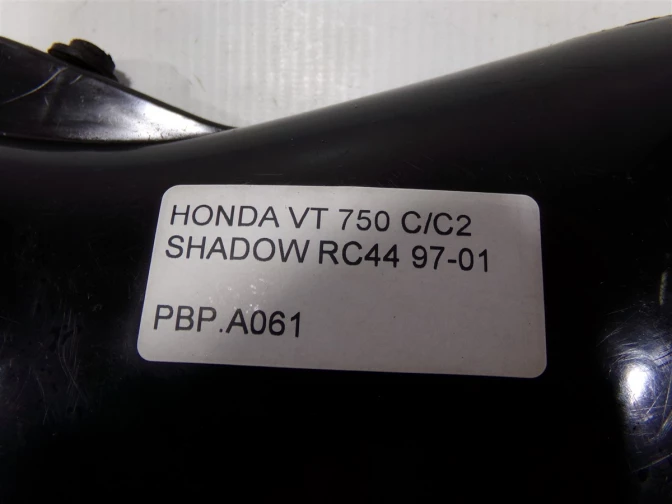 HONDA VT 750 C/C2
SHADOW RC44 97-01
PBP.A061